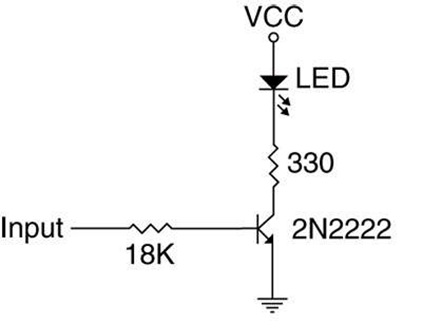 VCC
LED
330
Input
2N2222
18K